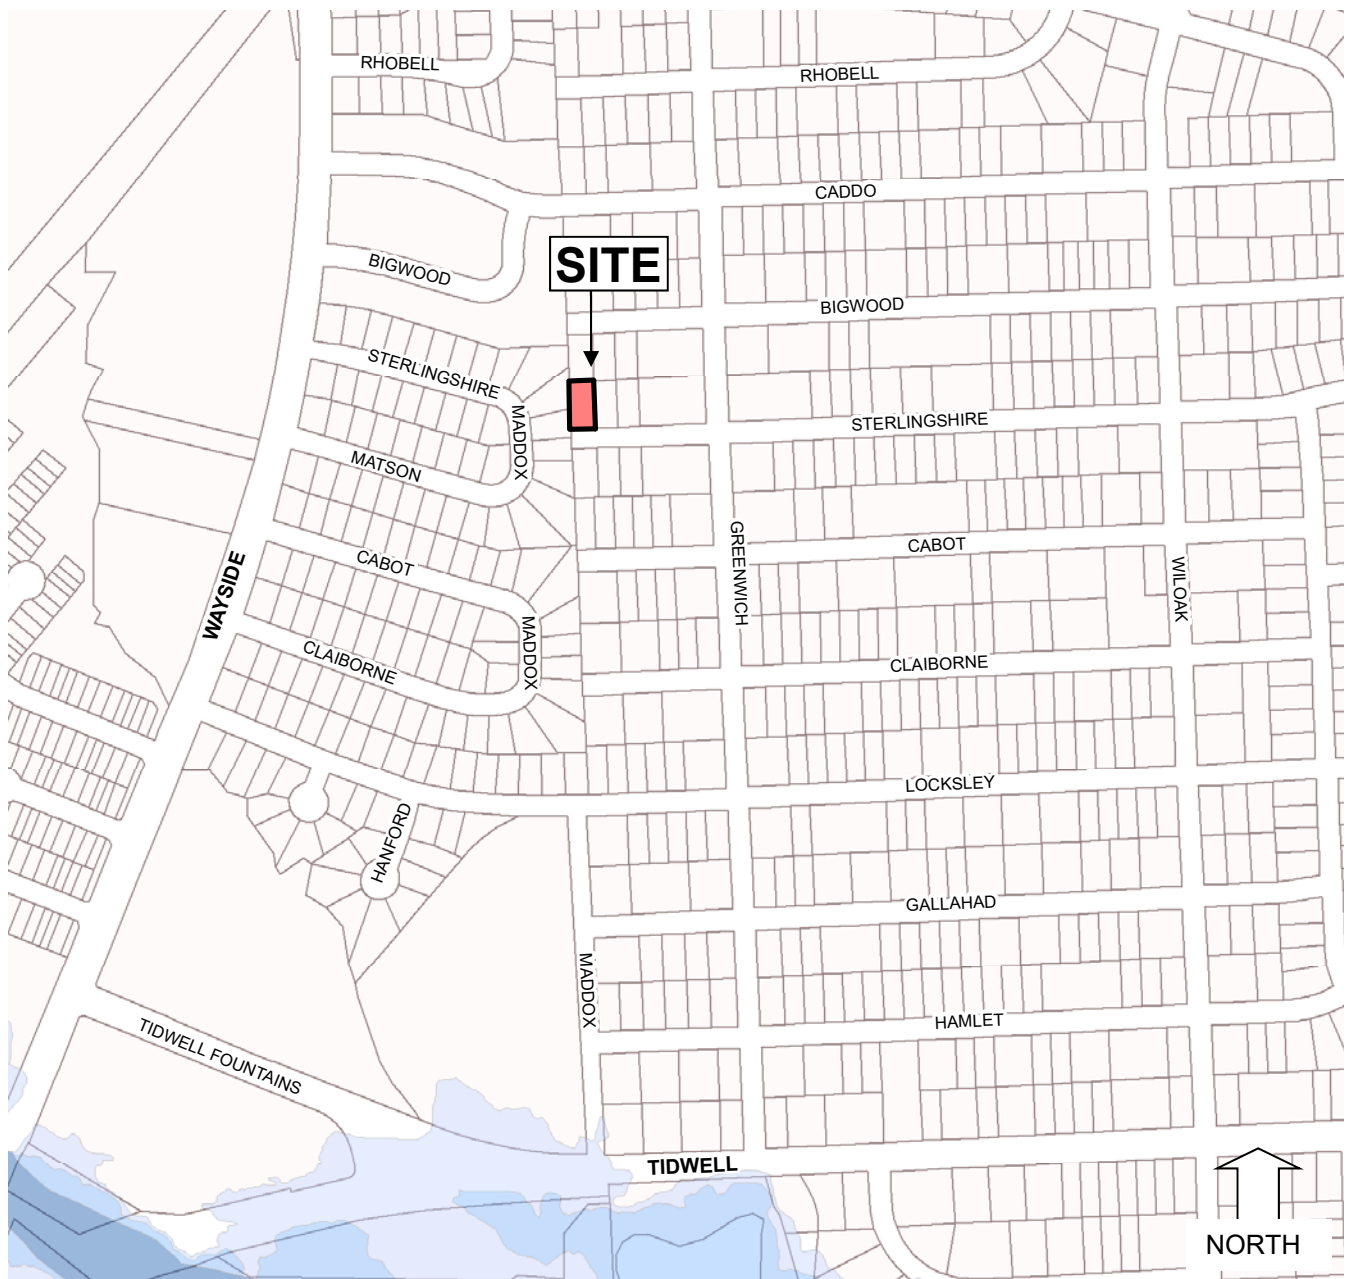 RHOBELL
RHOBELL
CADDO
SITE
BIGWOOD
BIGWOOD
STERLINGSHIRE
MADDOX
STERLINGSHIRE
MATSON
GREENWICH
CABOT
WAYSIDE
CABOT
WILOAK
MADDOX
CLAIBORNE
CLAIBORNE
LOCKSLEY
HANFORD
GALLAHAD
MADDOX
HAMLET
TIDWELL FOUNTAINS
TIDWELL
NORTH